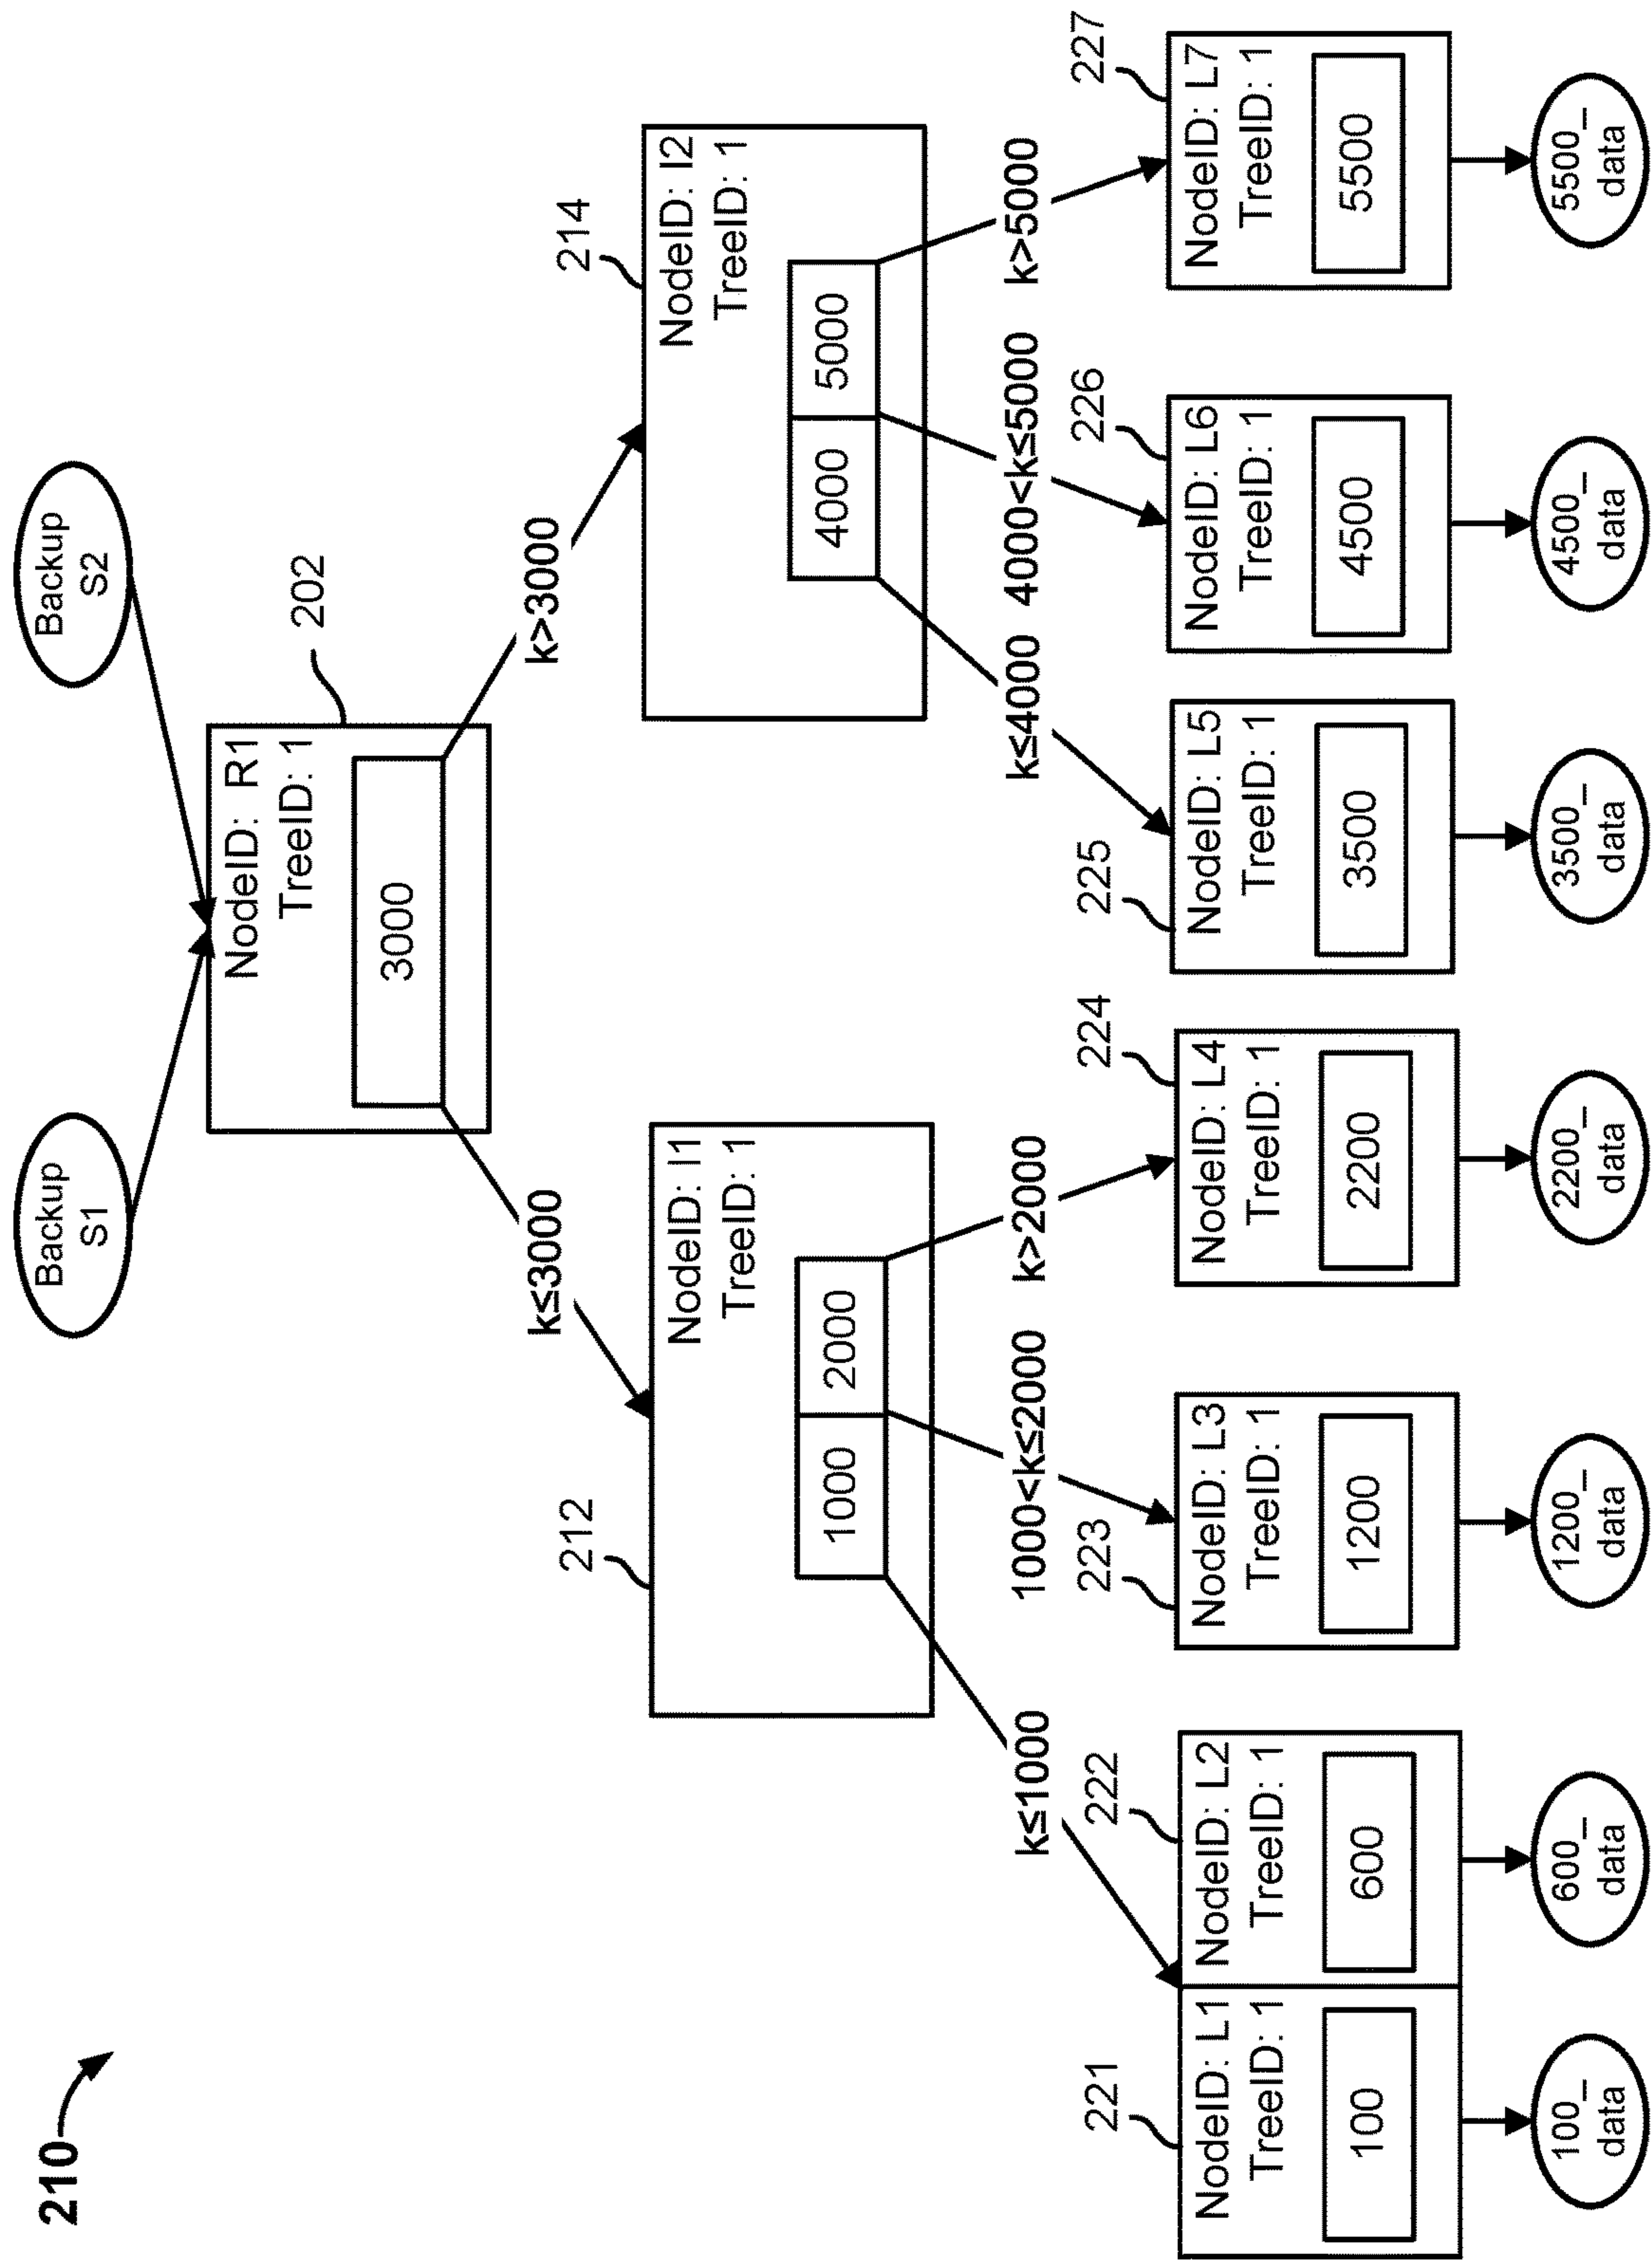 210
Backup
S1
Backup
S2
202
NodeID: R1
TreeID: 1
3000
k≤3000
k>3000
212
NodeID: I1
TreeID: 1
1000
2000
214
NodeID: I2
TreeID: 1
4000
5000
k≤1000
1000<k≤2000
k>2000
k≤4000
4000<k≤5000
k>5000
221
NodeID: L1
TreeID: 1
100
222
NodeID: L2
TreeID: 1
600
223
NodeID: L3
TreeID: 1
1200
224
NodeID: L4
TreeID: 1
2200
225
NodeID: L5
TreeID: 1
3500
226
NodeID: L6
TreeID: 1
4500
227
NodeID: L7
TreeID: 1
5500
100_
data
600_
data
1200_
data
2200_
data
3500_
data
4500_
data
5500_
data